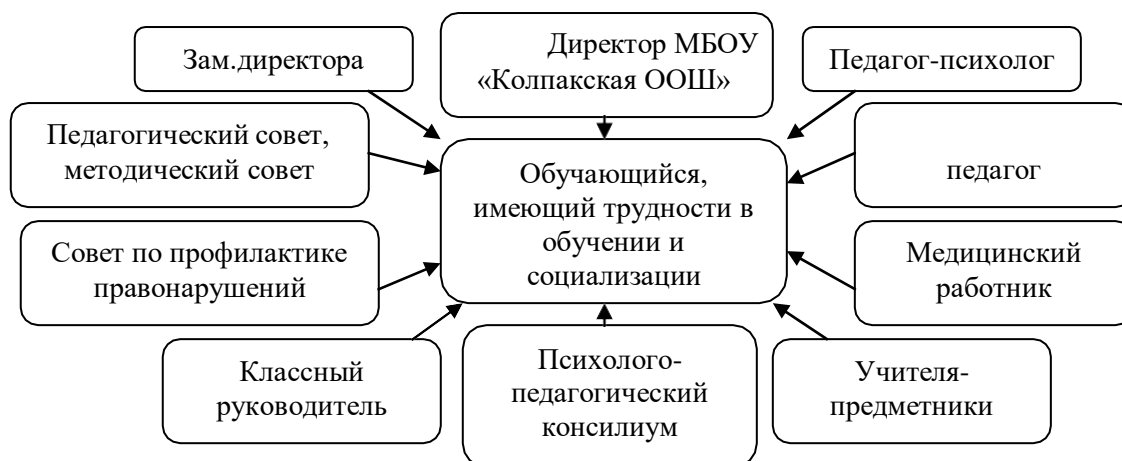 Зам.директора
Директор МБОУ
«Колпакская ООШ»
Педагог-психолог
Педагогический совет,
методический совет
Обучающийся,
имеющий трудности в
обучении и
социализации
педагог
Совет по профилактике
правонарушений
Медицинский
работник
Классный
руководитель
Психолого-
педагогический
консилиум
Учителя-
предметники